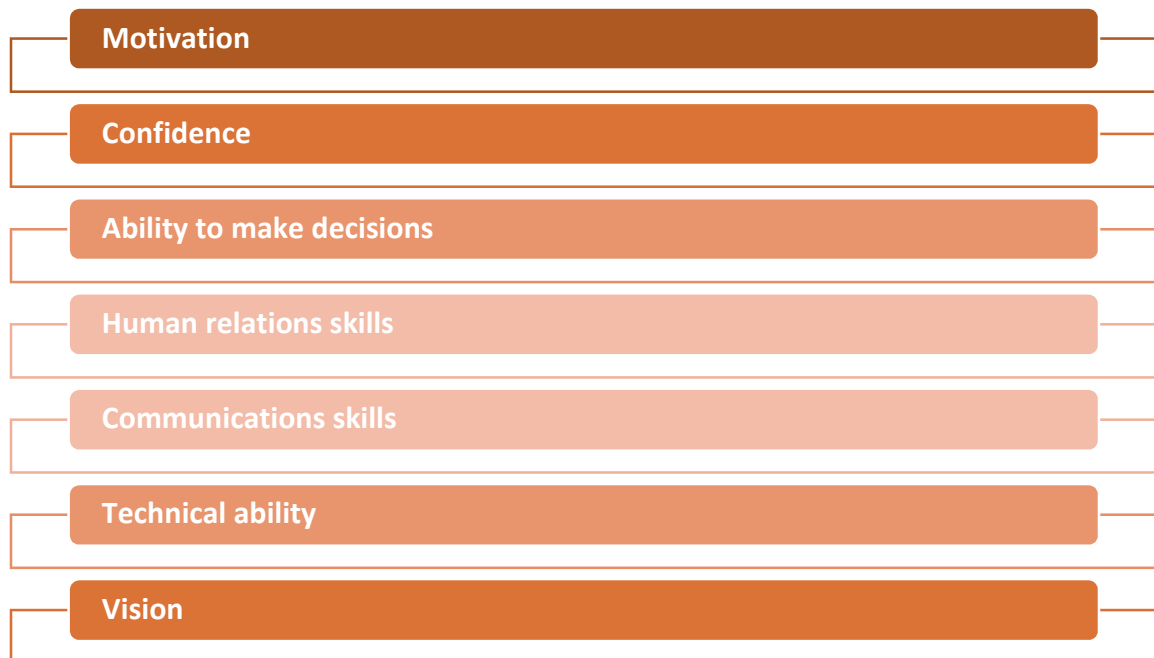 Motivation
Confidence
Ability to make decisions
Human relations skills
Communications skills
Technical ability
Vision